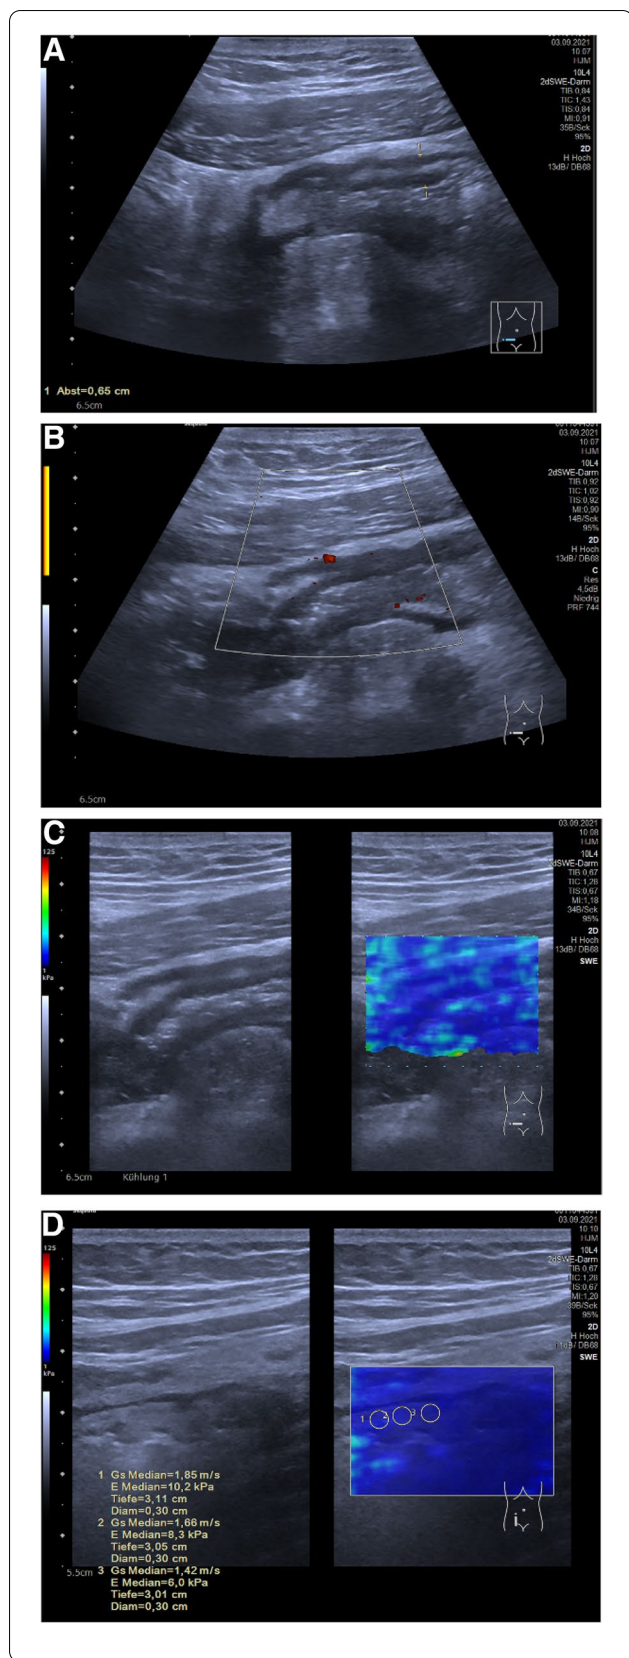 A
03.09.2021
10:07
HJM
10L4
2dSWE-Darm
TIB:0,84
TIC:1,43
TIS:0,84
MI:0,91
35B/Sek
95%
2D
H Hoch
13dB/ DB68
1
1
1 Abst=0,65 cm
6.5cm
B
03.09.2021
10:07
HJM
10L4
2dSWE-Darm
TIB:0,92
TIC:1,02
TIS:0,92
MI:0,90
14B/Sek
95%
2D
H Hoch
13dB/ DB68
C
Res
4,5dB
Niedrig
PRF 744
6.5cm
C
125
1
kPa
03.09.2021
10:08
HJM
10L4
2dSWE-Darm
TIB:0,67
TIC:1,28
TIS:0,67
MI:1,18
34B/Sek
95%
2D
H Hoch
13dB/ DB68
SWE
6.5cm Kühlung 1
D
125
1
kPa
03.09.2021
10:10
HJM
10L4
2dSWE-Darm
TIB:0,67
TIC:1,28
TIS:0,67
MI:1,20
95%
2D
H Hoch
SWE
1 2 3
1 Gs Median=1,85 m/s
E Median=10,2 kPa
Tiefe=3,11 cm
Diam=0,30 cm
2 Gs Median=1,66 m/s
E Median=8,3 kPa
Tiefe=3,05 cm
Diam=0,30 cm
5.5cm 3 Gs Median=1,42 m/s
E Median=6,0 kPa
Tiefe=3,01 cm
Diam=0,30 cm